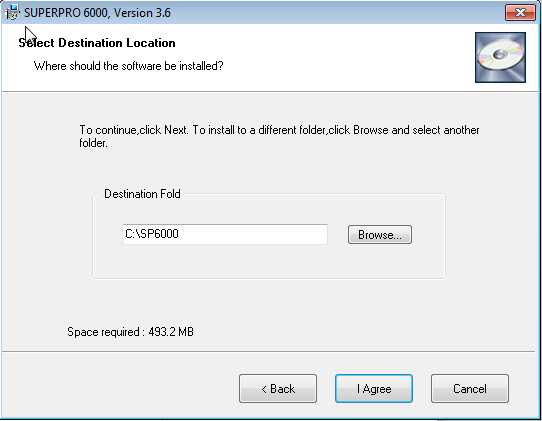 SUPERPRO 6000, Version 3.6
Select Destination Location
Where should the software be installed?
To continue,click Next. To install to a different folder,click Browse and select another
folder.
Destination Fold
C:\SP6000
Browse...
Space required : 493.2 MB
< Back
I Agree
Cancel